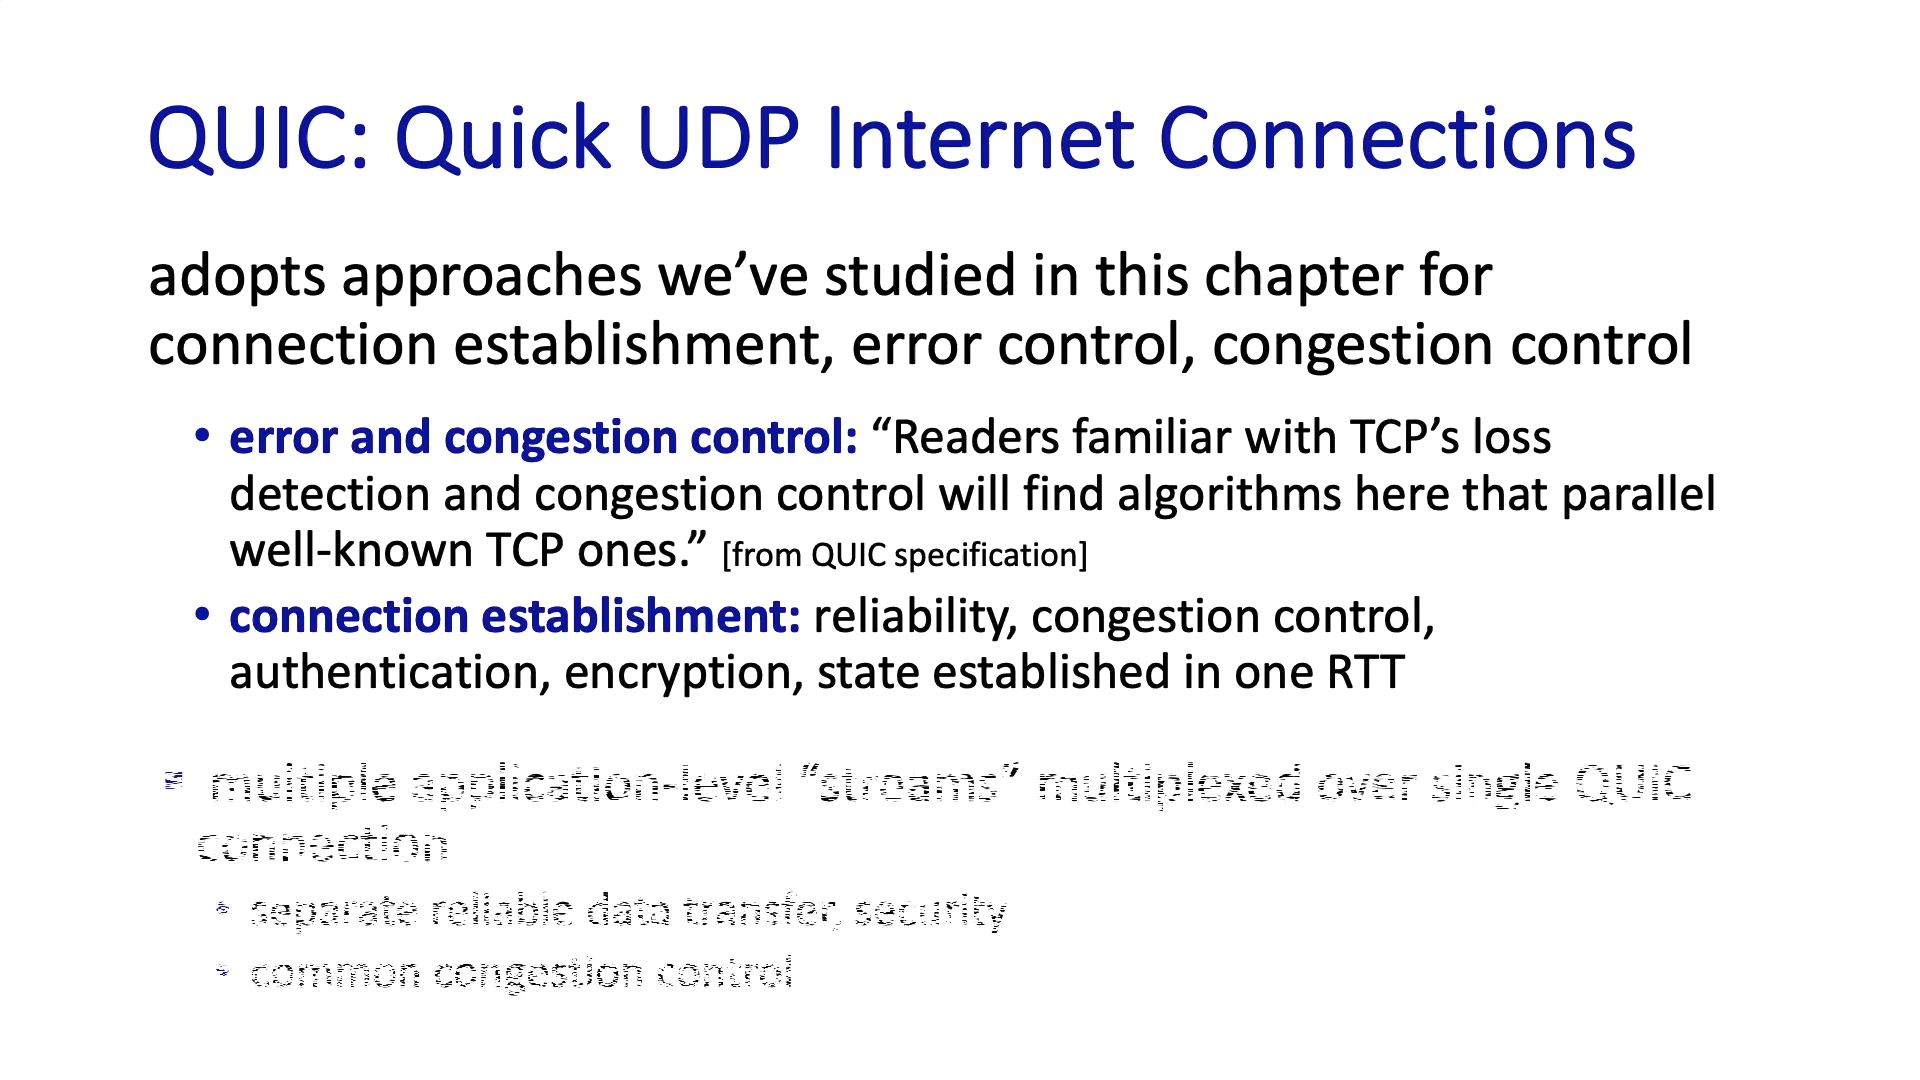 QUIC: Quick UDP Internet Connections
adopts approaches we’ve studied in this chapter for
connection establishment, error control, congestion control
• error and congestion control: “Readers familiar with TCP’s loss
detection and congestion control will find algorithms here that parallel
well-known TCP ones.” [from QUIC specification]
• connection establishment: reliability, congestion control,
authentication, encryption, state established in one RTT
▪ multiple application-level “streams” multiplexed over single QUIC
connection
• separate reliable data transfer, security
• common congestion control